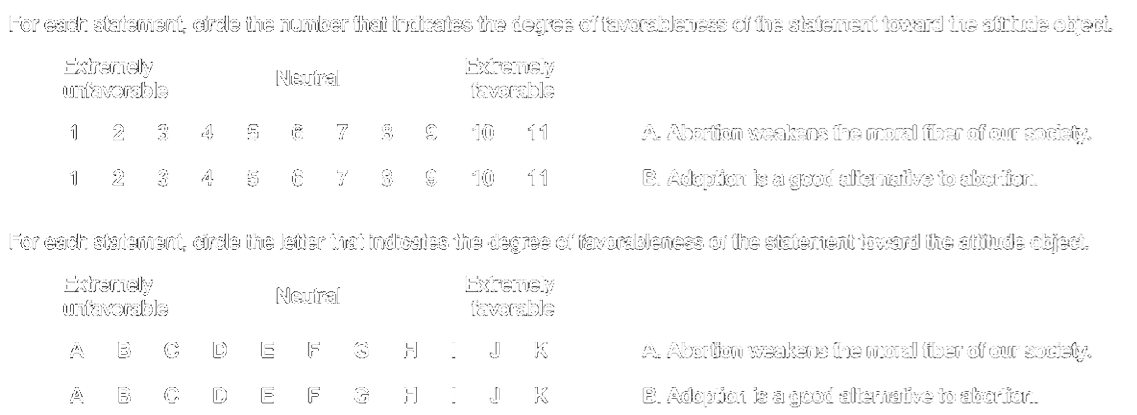 For each statement, circle the number that indicates the degree of favorableness of the statement toward the attitude object.
Extremely unfavorable Neutral Extremely favorable
1 2 3 4 5 6 7 8 9 10 11 A. Abortion weakens the moral fiber of our society.
1 2 3 4 5 6 7 8 9 10 11 B. Adoption is a good alternative to abortion.
For each statement, circle the letter that indicates the degree of favorableness of the statement toward the attitude object.
Extremely unfavorable Neutral Extremely favorable
A B C D E F G H I J K A. Abortion weakens the moral fiber of our society.
A B C D E F G H I J K B. Adoption is a good alternative to abortion.